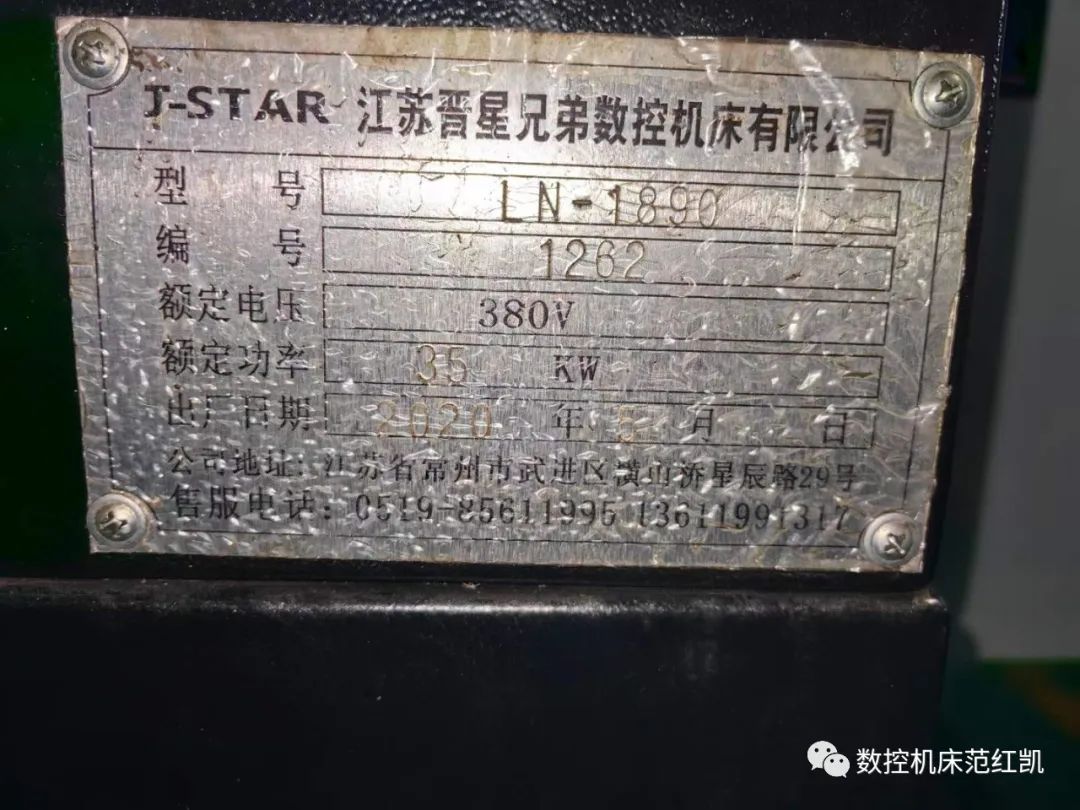 J-STAR 江苏晋星兄弟数控机床有限公司
型号 LN-1890
编号 1262
额定电压 380V
额定功率 35 KW
出厂日期 2020 年 5 月 日
公司地址: 江苏省常州市武进区横山桥星辰路29号
售服电话: 0519-85611995 13611991317
数控机床范红凯